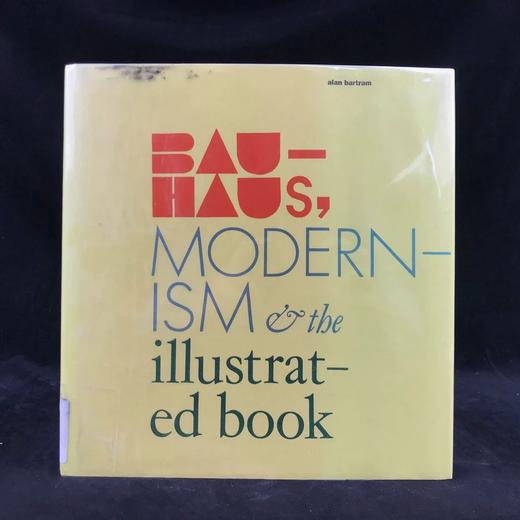 alan bartram
BAU-
HAUS,
MODERN-
ISM & the
illustrat-
ed book